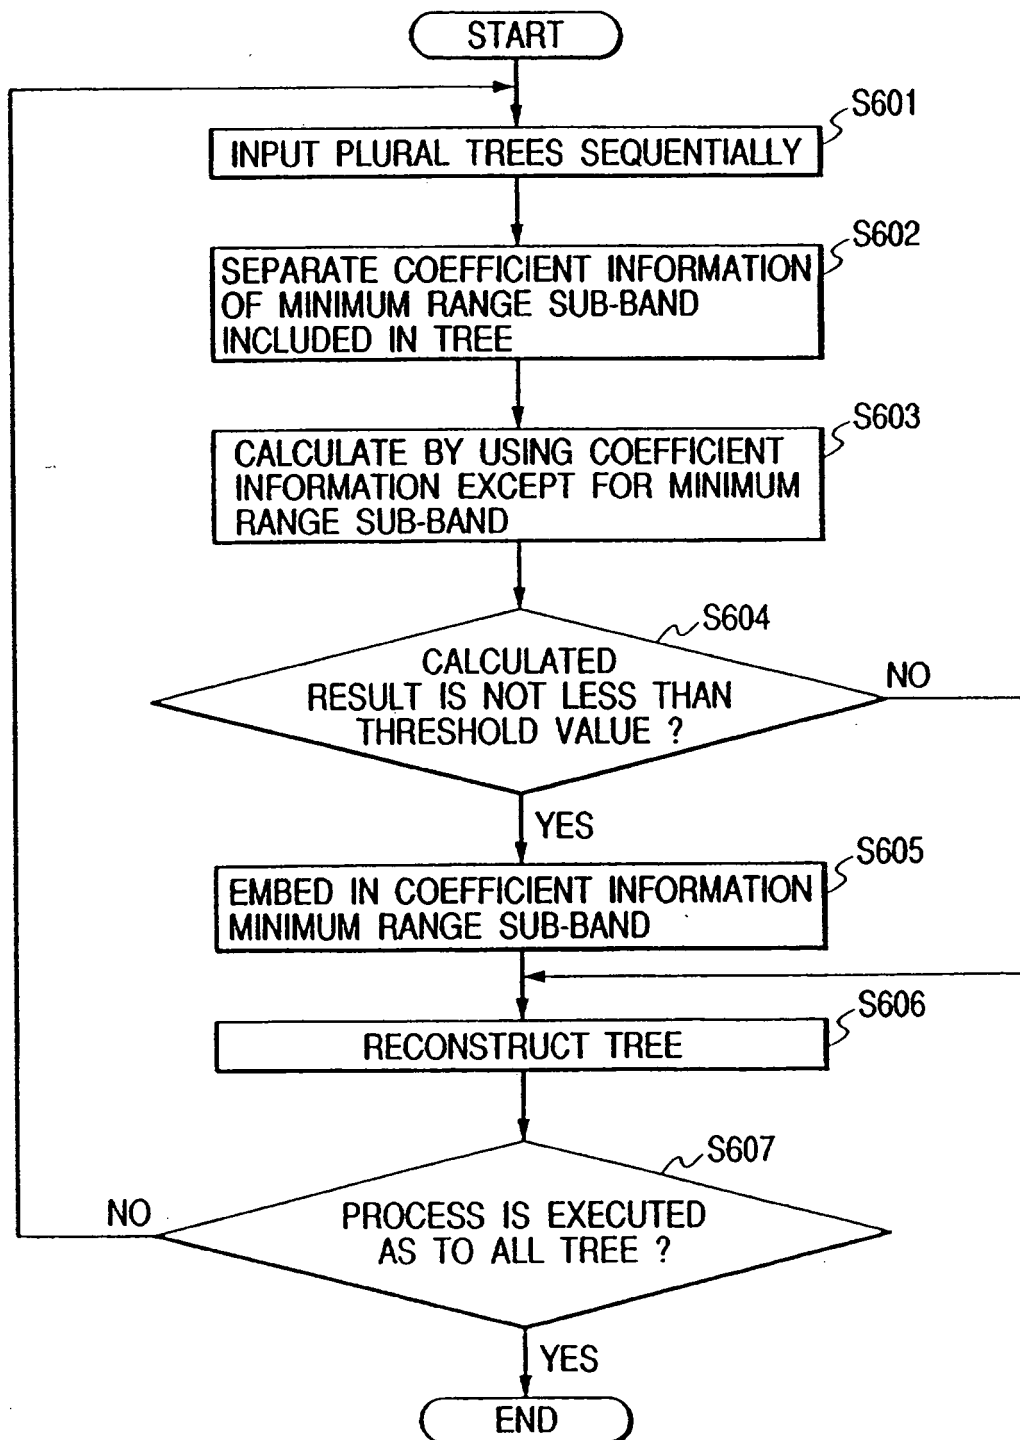 START
S601
INPUT PLURAL TREES SEQUENTIALLY
S602
SEPARATE COEFFICIENT INFORMATION
OF MINIMUM RANGE SUB-BAND
INCLUDED IN TREE
S603
CALCULATE BY USING COEFFICIENT
INFORMATION EXCEPT FOR MINIMUM
RANGE SUB-BAND
S604
CALCULATED
RESULT IS NOT LESS THAN
THRESHOLD VALUE ?
NO
YES
S605
EMBED IN COEFFICIENT INFORMATION
MINIMUM RANGE SUB-BAND
S606
RECONSTRUCT TREE
S607
PROCESS IS EXECUTED
AS TO ALL TREE ?
NO
YES
END